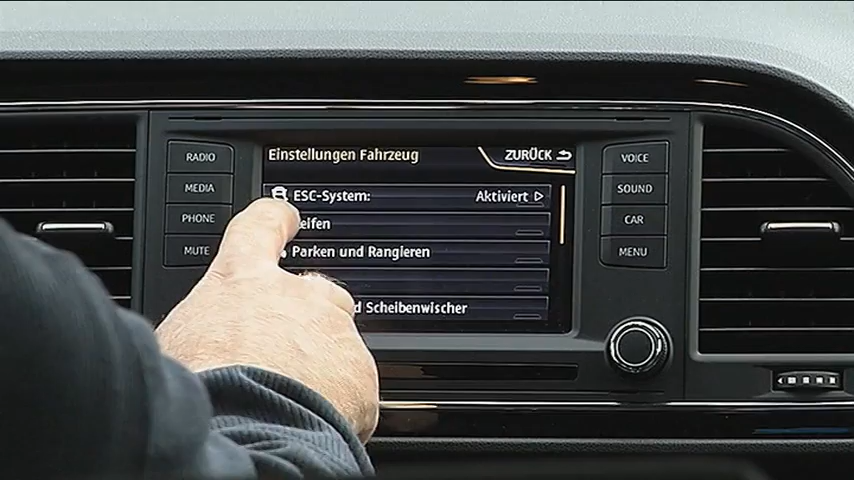 RADIO
MEDIA
PHONE
MUTE
Einstellungen Fahrzeug
ZURÜCK
ESC-System:
Aktiviert
eifen
Parken und Rangieren
d Scheibenwischer
VOICE
SOUND
CAR
MENU